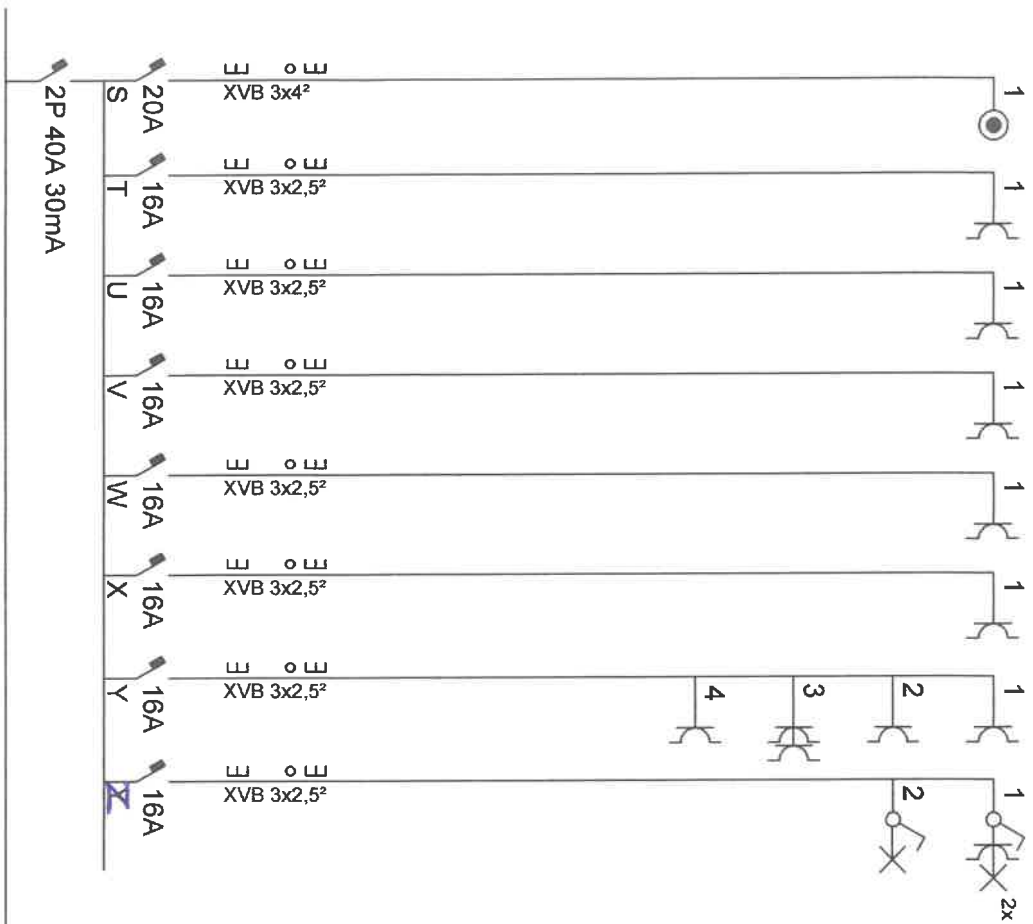 2P 40A 30mA
S
20A
XVB 3x4²
1
T
16A
XVB 3x2,5²
1
U
16A
XVB 3x2,5²
1
V
16A
XVB 3x2,5²
1
W
16A
XVB 3x2,5²
1
X
16A
XVB 3x2,5²
1
Y
16A
XVB 3x2,5²
4
3
2
1
16A
XVB 3x2,5²
2
1
2x